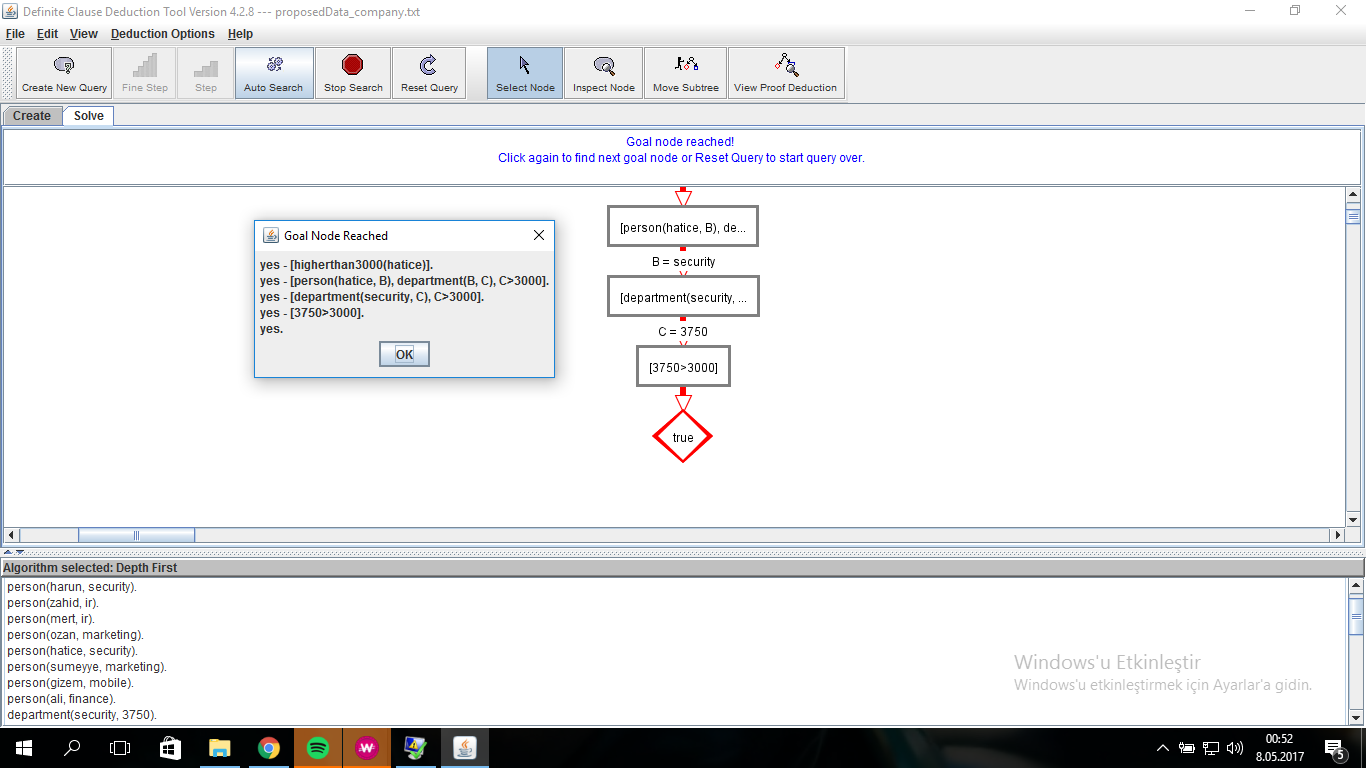 Definite Clause Deduction Tool Version 4.2.8 --- proposedData_company.txt
File Edit View Deduction Options Help
Create New Query Fine Step Step Auto Search Stop Search Reset Query Select Node Inspect Node Move Subtree View Proof Deduction
Create Solve
Goal node reached!
Click again to find next goal node or Reset Query to start query over.
Goal Node Reached
yes - [higherthan3000(hatice)].
yes - [person(hatice, B), department(B, C), C>3000].
yes - [department(security, C), C>3000].
yes - [3750>3000].
yes.
OK
[person(hatice, B), de...
B = security
[department(security, ...
C = 3750
[3750>3000]
true
Algorithm selected: Depth First
person(harun, security).
person(zahid, ir).
person(mert, ir).
person(ozan, marketing).
person(hatice, security).
person(sumeyye, marketing).
person(gizem, mobile).
person(ali, finance).
department(security, 3750).
Windows'u Etkinleştir
Windows'u etkinleştirmek için Ayarlar'a gidin.
00:52
8.05.2017
5